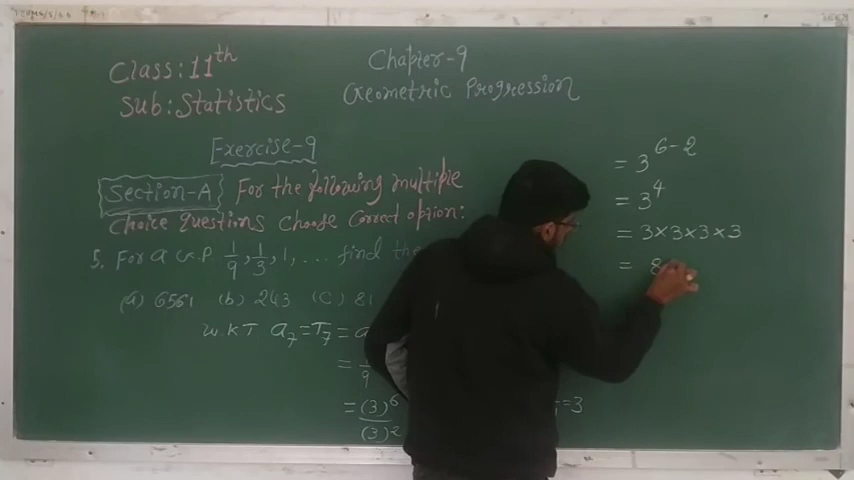 Class:11th
Sub:Statistics
Chapter-9
Geometric Progression
Exercise-9
Section-A For the following multiple
choice questions choose correct option:
5. For a G.P 1/9, 1/3, 1, ... find the
(a) 6561 (b) 243 (c) 81
W.K.T a₇=T₇=a
= 1/9
= (3)⁶/(3)²
=3
= 3^6-2
= 3⁴
= 3×3×3×3
= 8